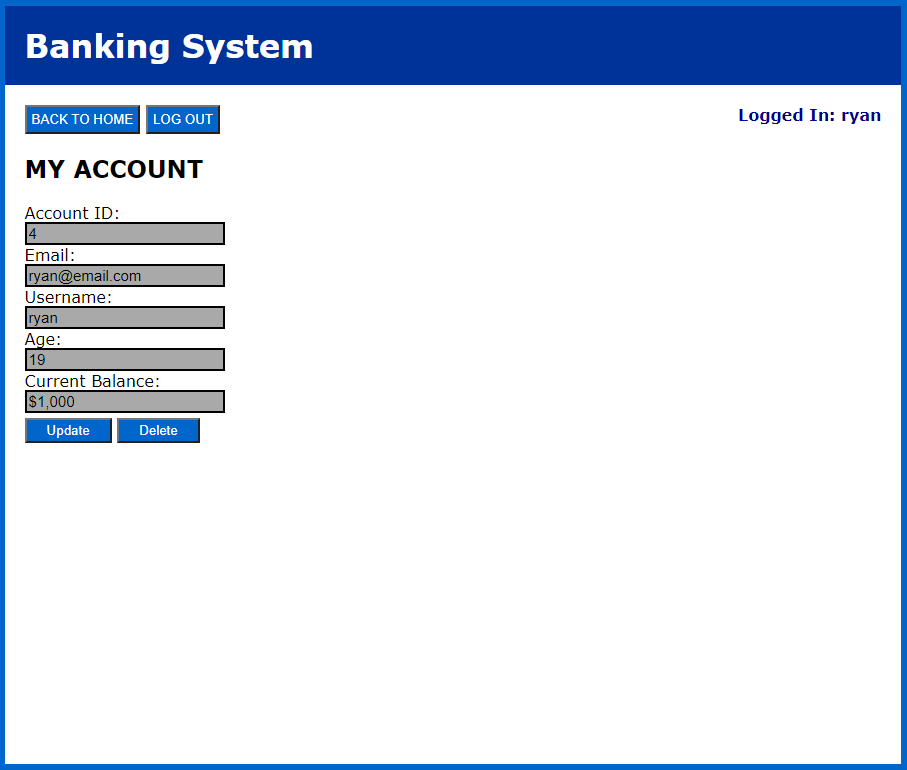 Banking System
BACK TO HOME LOG OUT Logged In: ryan
MY ACCOUNT
Account ID:
4
Email:
ryan@email.com
Username:
ryan
Age:
19
Current Balance:
$1,000
Update Delete